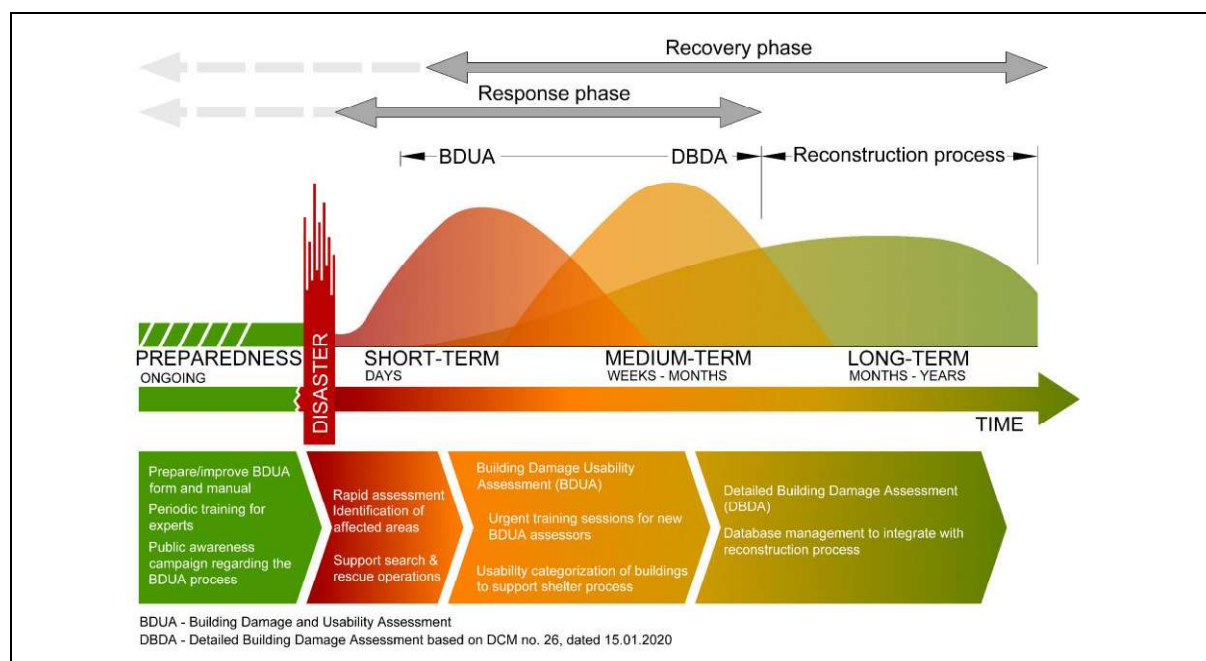 Recovery phase
Response phase
BDUA
DBDA
Reconstruction process
PREPAREDNESS
ONGOING
DISASTER
SHORT-TERM
DAYS
MEDIUM-TERM
WEEKS - MONTHS
LONG-TERM
MONTHS - YEARS
TIME
Prepare/improve BDUA
form and manual
Periodic training for
experts
Public awareness
campaign regarding the
BDUA process
Rapid assessment
Identification of
affected areas
Support search &
rescue operations
Building Damage Usability
Assessment (BDUA)
Urgent training sessions for new
BDUA assessors
Usability categorization of buildings
to support shelter process
Detailed Building Damage Assessment
(DBDA)
Database management to integrate with
reconstruction process
BDUA - Building Damage and Usability Assessment
DBDA - Detailed Building Damage Assessment based on DCM no. 26, dated 15.01.2020